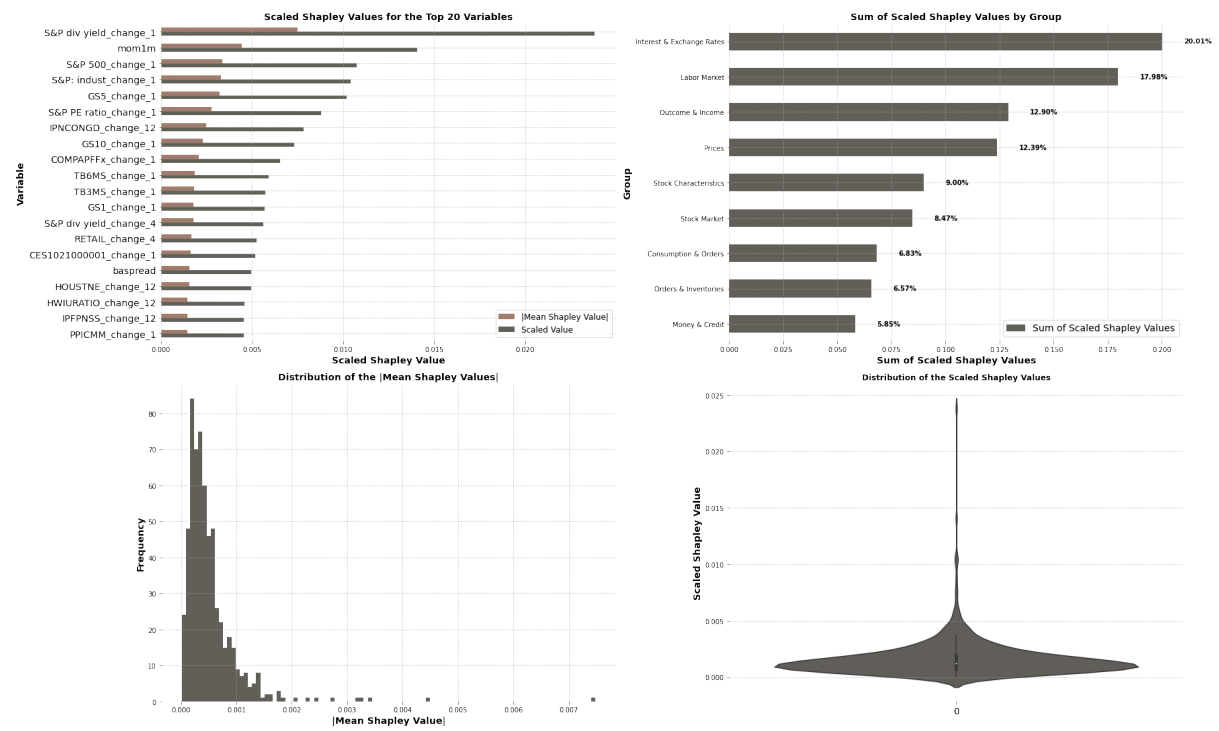 Scaled Shapley Values for the Top 20 Variables
Variable
S&P div yield_change_1
mom1m
S&P 500_change_1
S&P: indust_change_1
GS5_change_1
S&P PE ratio_change_1
IPNCONGD_change_12
GS10_change_1
COMPAPFFx_change_1
TB6MS_change_1
TB3MS_change_1
GS1_change_1
S&P div yield_change_4
RETAIL_change_4
CES1021000001_change_1
baspread
HOUSTNE_change_12
HWIURATIO_change_12
IPFPNSS_change_12
PPICMM_change_1
|Mean Shapley Value|
Scaled Value
0.000 0.005 0.010 0.015 0.020
Scaled Shapley Value
Sum of Scaled Shapley Values by Group
Group
Interest & Exchange Rates 20.01%
Labor Market 17.98%
Outcome & Income 12.90%
Prices 12.39%
Stock Characteristics 9.00%
Stock Market 8.47%
Consumption & Orders 6.83%
Orders & Inventories 6.57%
Money & Credit 5.85%
Sum of Scaled Shapley Values
0.000 0.025 0.050 0.075 0.100 0.125 0.150 0.175 0.200
Sum of Scaled Shapley Values
Distribution of the |Mean Shapley Values|
Frequency
80
70
60
50
40
30
20
10
0
0.000 0.001 0.002 0.003 0.004 0.005 0.006 0.007
|Mean Shapley Value|
Distribution of the Scaled Shapley Values
Scaled Shapley Value
0.025
0.020
0.015
0.010
0.005
0.000
0